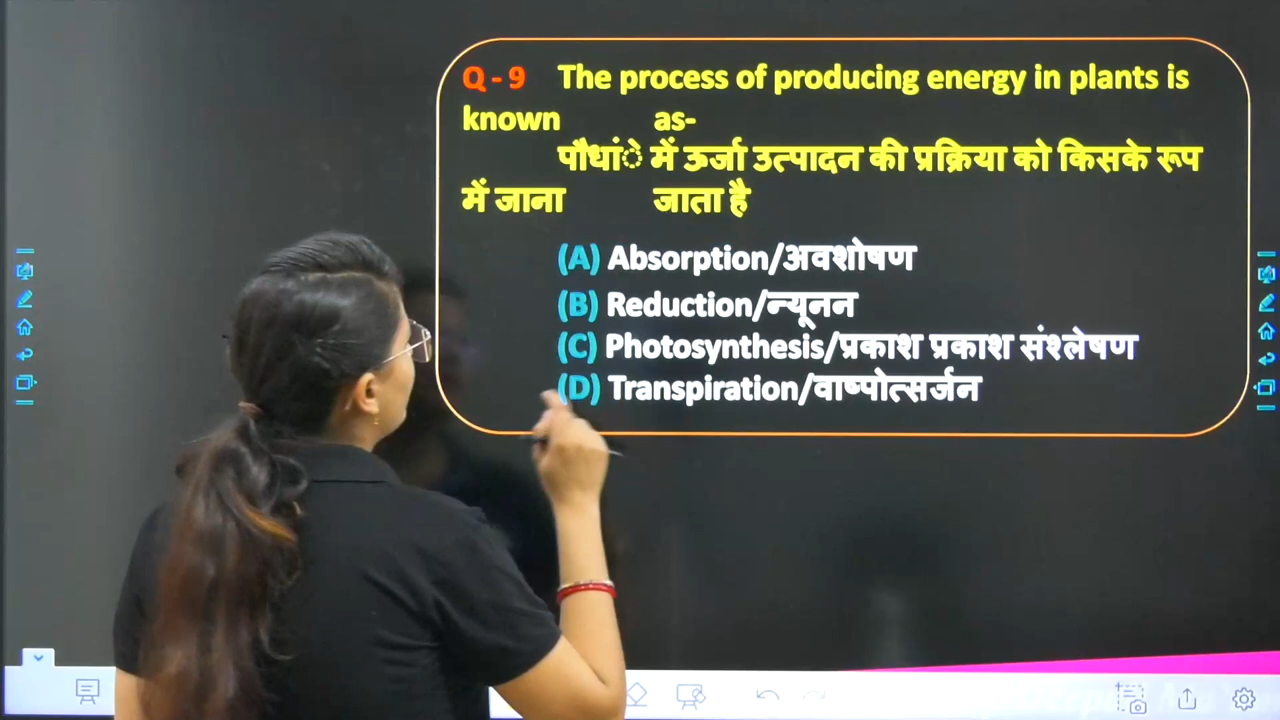 Q - 9 The process of producing energy in plants is
known as-
पौधांे में ऊर्जा उत्पादन की प्रक्रिया को किसके रूप
में जाना जाता है
(A) Absorption/अवशोषण
(B) Reduction/न्यूनन
(C) Photosynthesis/प्रकाश प्रकाश संश्लेषण
(D) Transpiration/वाष्पोत्सर्जन